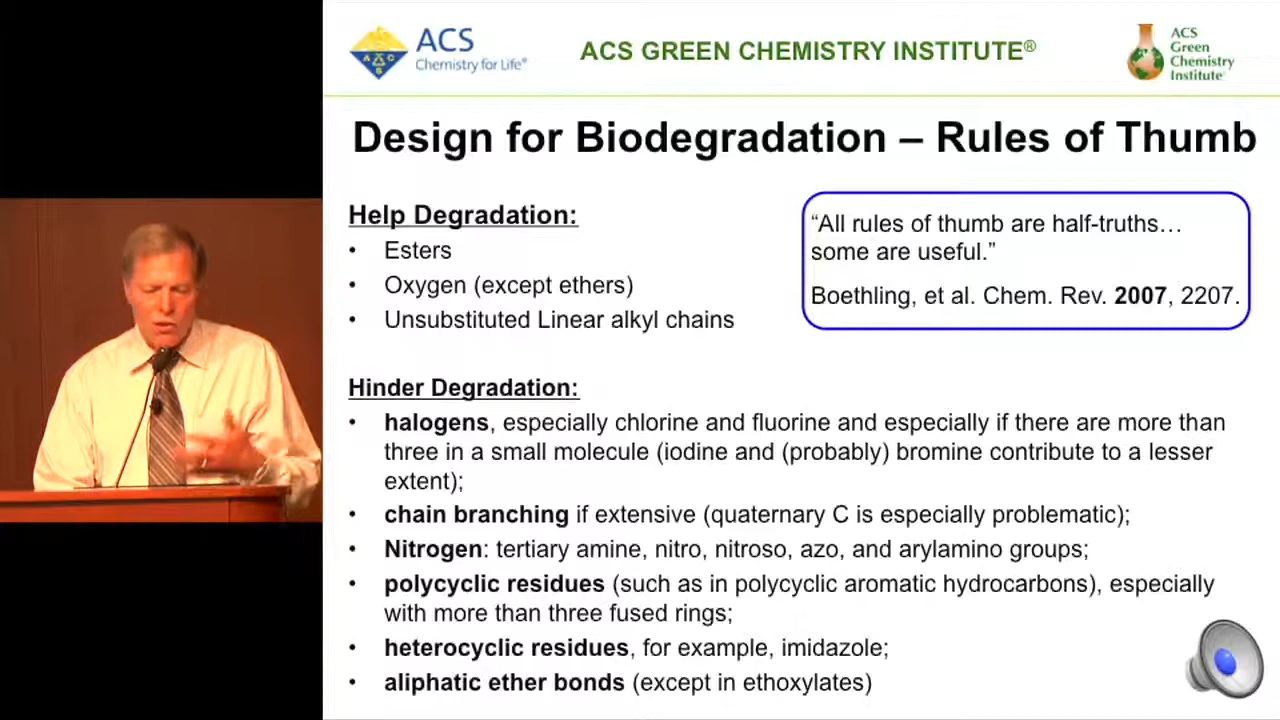 ACS
Chemistry for Life®
ACS GREEN CHEMISTRY INSTITUTE®
ACS
Green
Chemistry
Institute®
Design for Biodegradation – Rules of Thumb
Help Degradation:
• Esters
• Oxygen (except ethers)
• Unsubstituted Linear alkyl chains
“All rules of thumb are half-truths…
some are useful.”
Boethling, et al. Chem. Rev. 2007, 2207.
Hinder Degradation:
• halogens, especially chlorine and fluorine and especially if there are more than
three in a small molecule (iodine and (probably) bromine contribute to a lesser
extent);
• chain branching if extensive (quaternary C is especially problematic);
• Nitrogen: tertiary amine, nitro, nitroso, azo, and arylamino groups;
• polycyclic residues (such as in polycyclic aromatic hydrocarbons), especially
with more than three fused rings;
• heterocyclic residues, for example, imidazole;
• aliphatic ether bonds (except in ethoxylates)